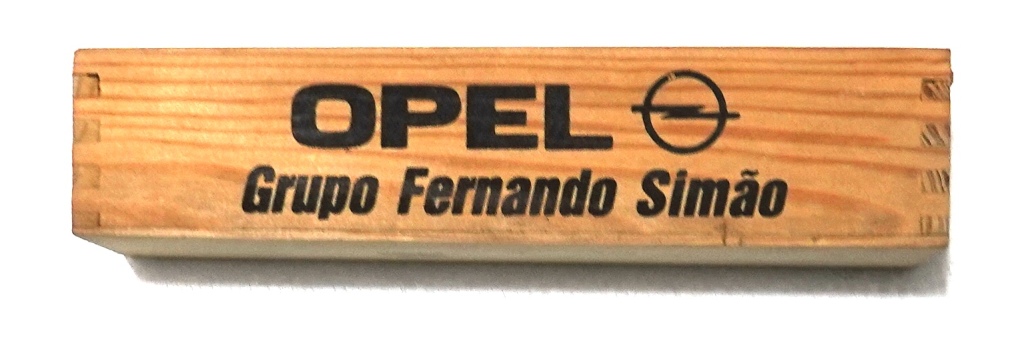 OPEL
Grupo Fernando Simão